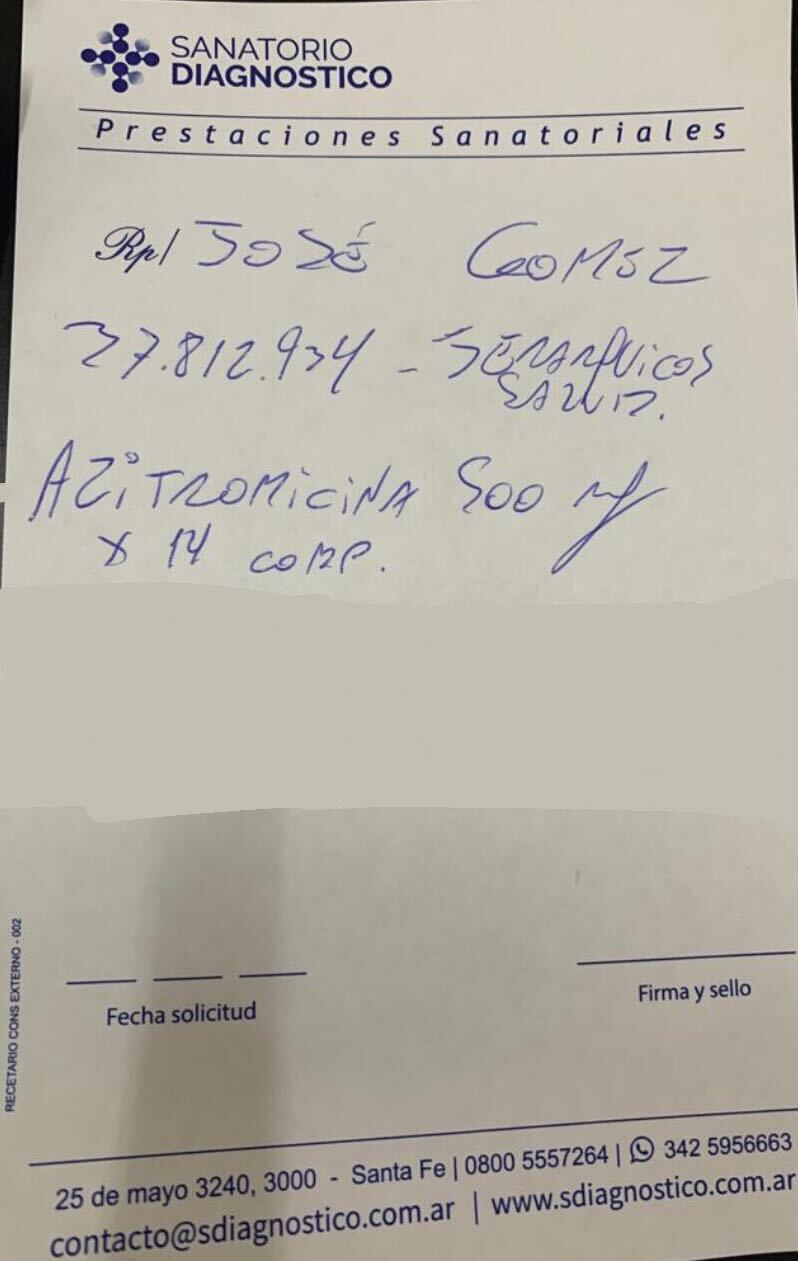 SANATORIO
DIAGNOSTICO
Prestaciones Sanatoriales
Rp/ JOSÉ GOMEZ
37.812.934 - JERARQUICOS
SALUD.
AZITROMICINA 500 mg
x 14 COMP.
Fecha solicitud
Firma y sello
RECETARIO CONS EXTERNO - 002
25 de mayo 3240, 3000 - Santa Fe | 0800 5557264 | 342 5956663
contacto@sdiagnostico.com.ar | www.sdiagnostico.com.ar